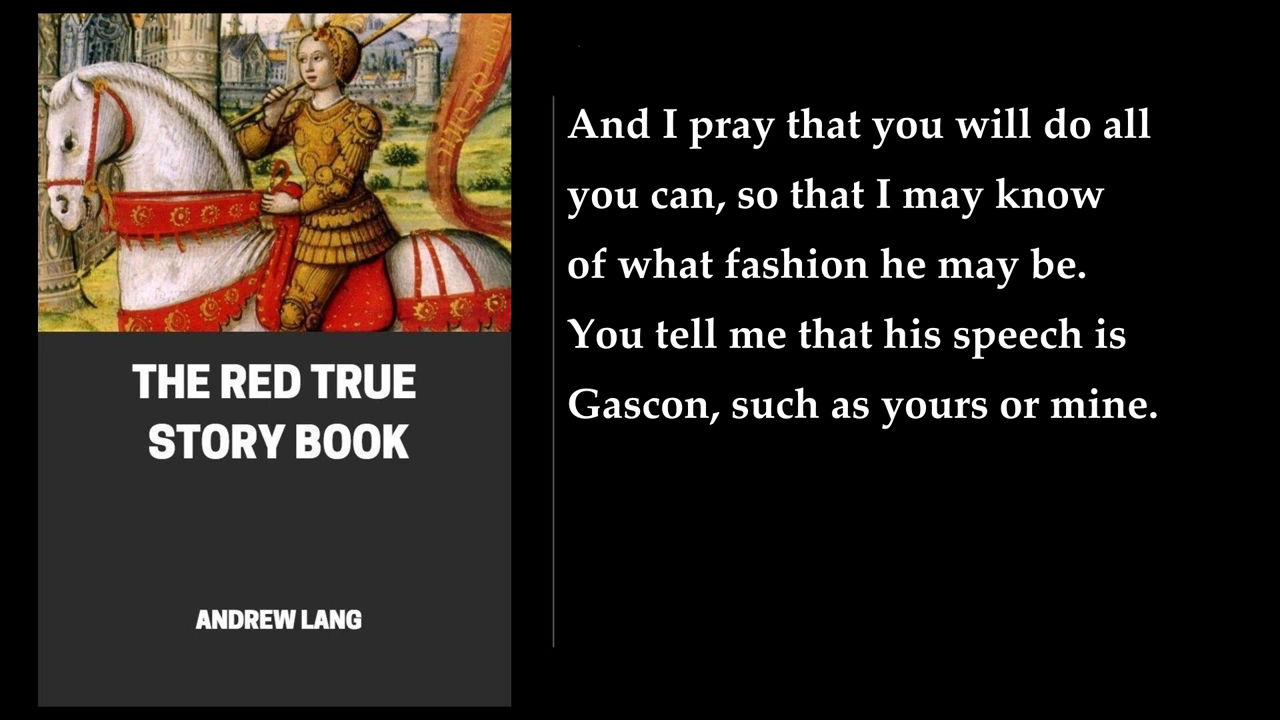 THE RED TRUE
STORY BOOK
ANDREW LANG
And I pray that you will do all
you can, so that I may know
of what fashion he may be.
You tell me that his speech is
Gascon, such as yours or mine.